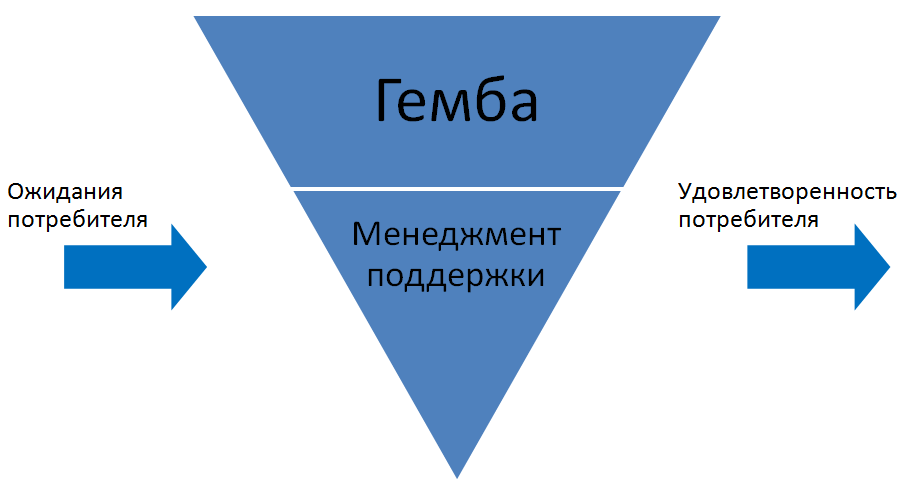 Гемба
Ожидания
потребителя
Менеджмент
поддержки
Удовлетворенность
потребителя